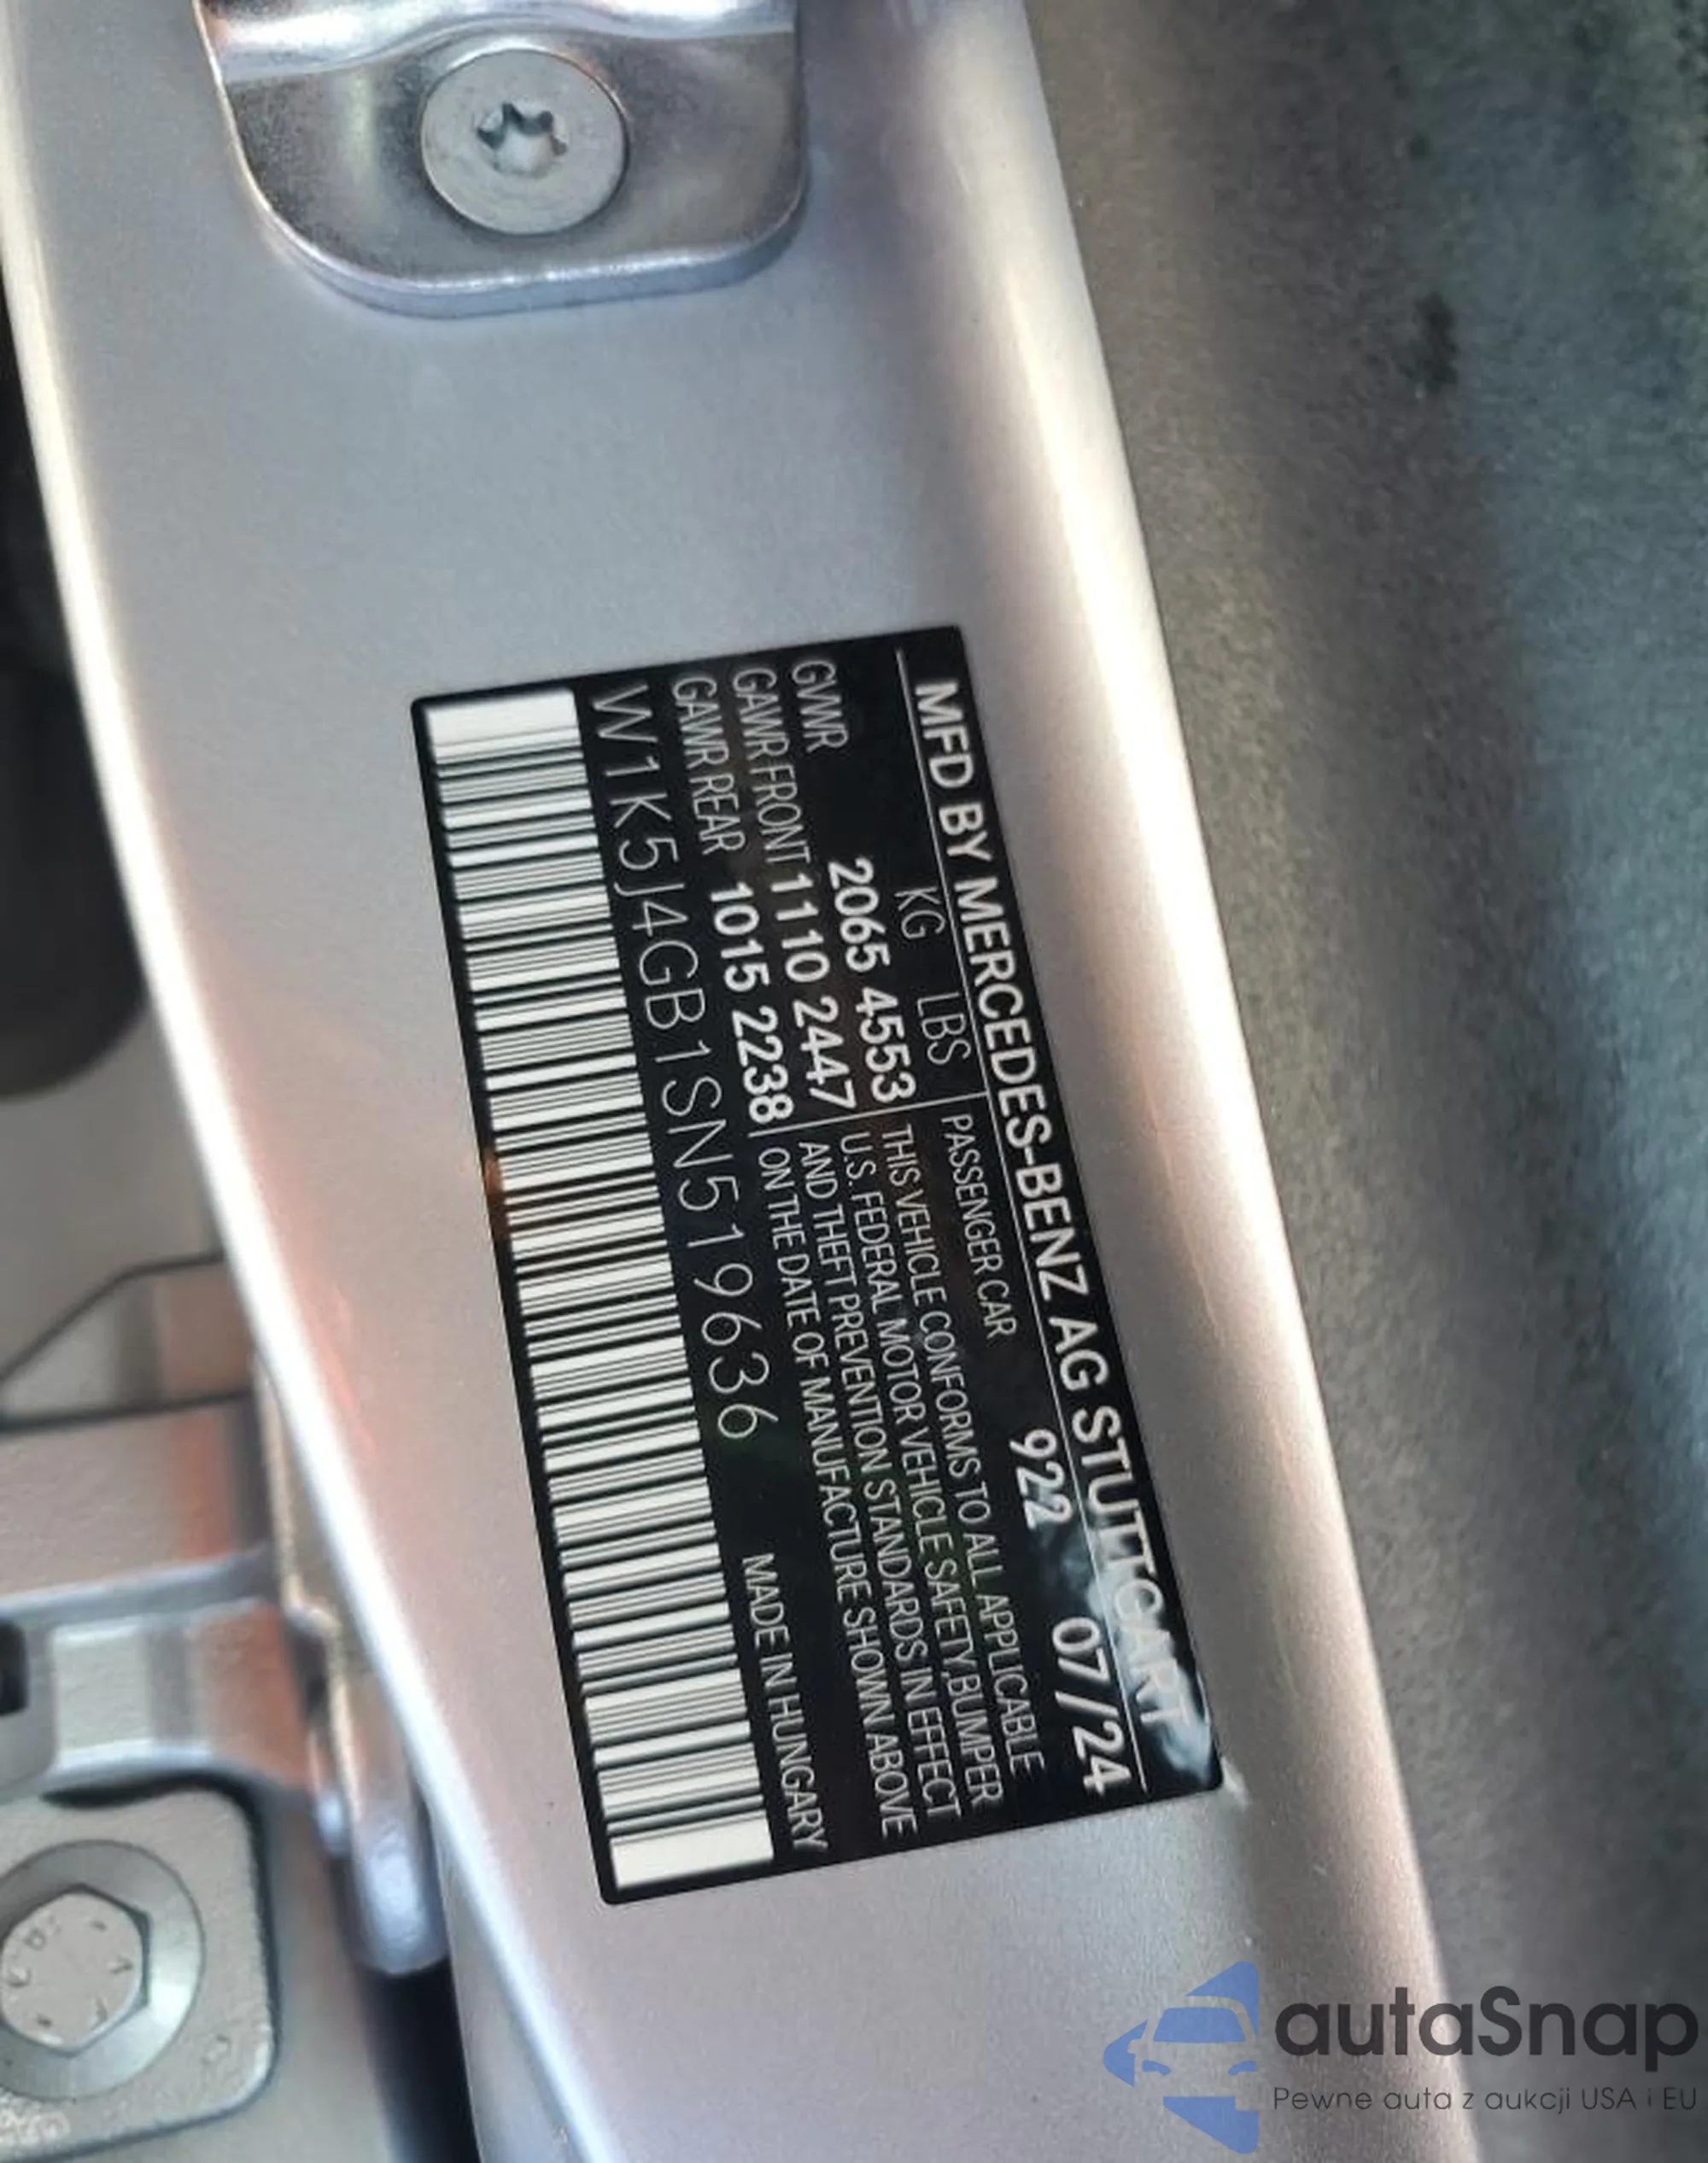 MFD BY MERCEDES-BENZ AG STUTTGART
KG LBS PASSENGER CAR 922 07/24
GVWR 2065 4553 THIS VEHICLE CONFORMS TO ALL APPLICABLE
GAWR FRONT 1110 2447 U.S. FEDERAL MOTOR VEHICLE SAFETY,BUMPER
GAWR REAR 1015 2238 AND THEFT PREVENTION STANDARDS IN EFFECT
ON THE DATE OF MANUFACTURE SHOWN ABOVE
W1K5J4GB1SN519636 MADE IN HUNGARY
autaSnap
Pewne auta z aukcji USA i EU